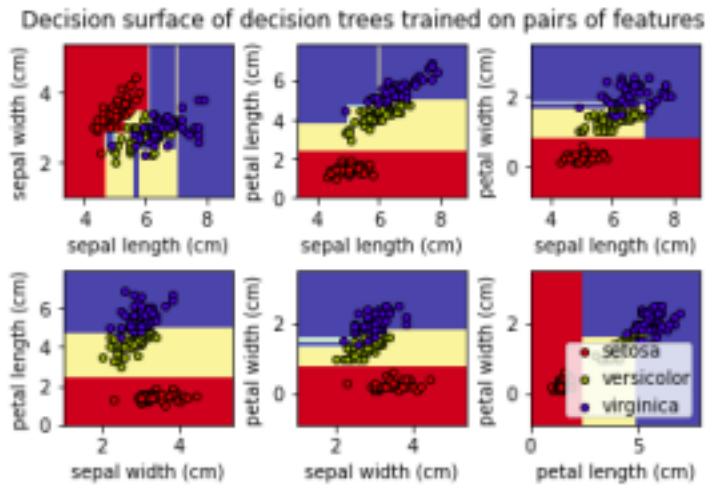 Decision surface of decision trees trained on pairs of features
sepal width (cm)
4
2
4 6 8
sepal length (cm)
petal length (cm)
6
4
2
0
4 6 8
sepal length (cm)
petal width (cm)
2
0
4 6 8
sepal length (cm)
petal length (cm)
6
4
2
0
2 4
sepal width (cm)
petal width (cm)
2
0
2 4
sepal width (cm)
petal width (cm)
2
0
0 5
petal length (cm)
setosa
versicolor
virginica